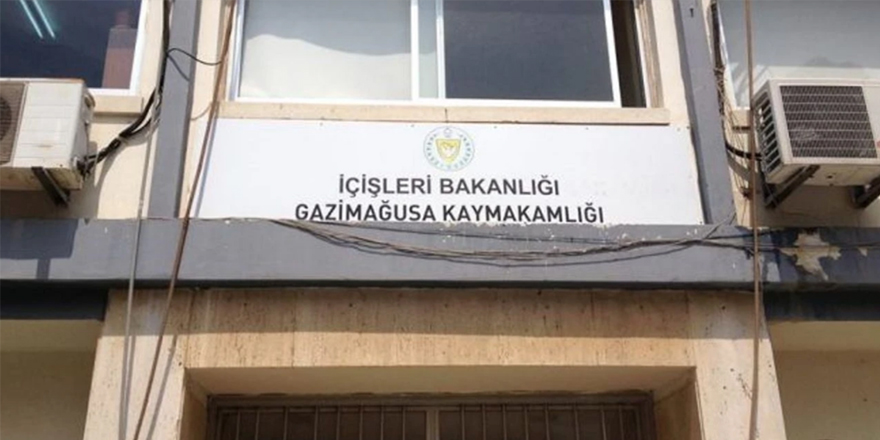 İÇİŞLERİ BAKANLIĞI
GAZİMAĞUSA KAYMAKAMLIĞI